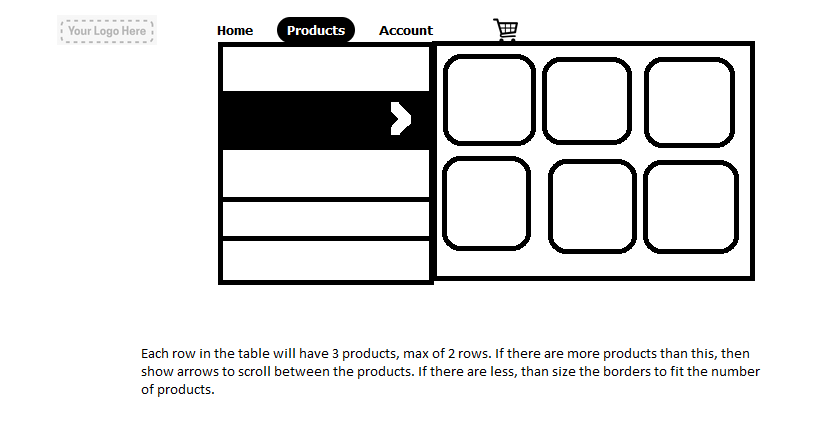 Your Logo Here
Home Products Account
Each row in the table will have 3 products, max of 2 rows. If there are more products than this, then
show arrows to scroll between the products. If there are less, than size the borders to fit the number
of products.